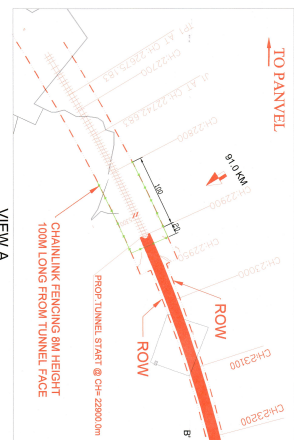 TO PANVEL
CH:22700
CH:22800
CH:22900
CH:23000
CH:23100
CH:23200
91.0 KM
100
20
ROW
ROW
B'
PROP.TUNNEL START @ CH= 22900.0m
CHAINLINK FENCING 8M HEIGHT
100M LONG FROM TUNNEL FACE
VIEW A